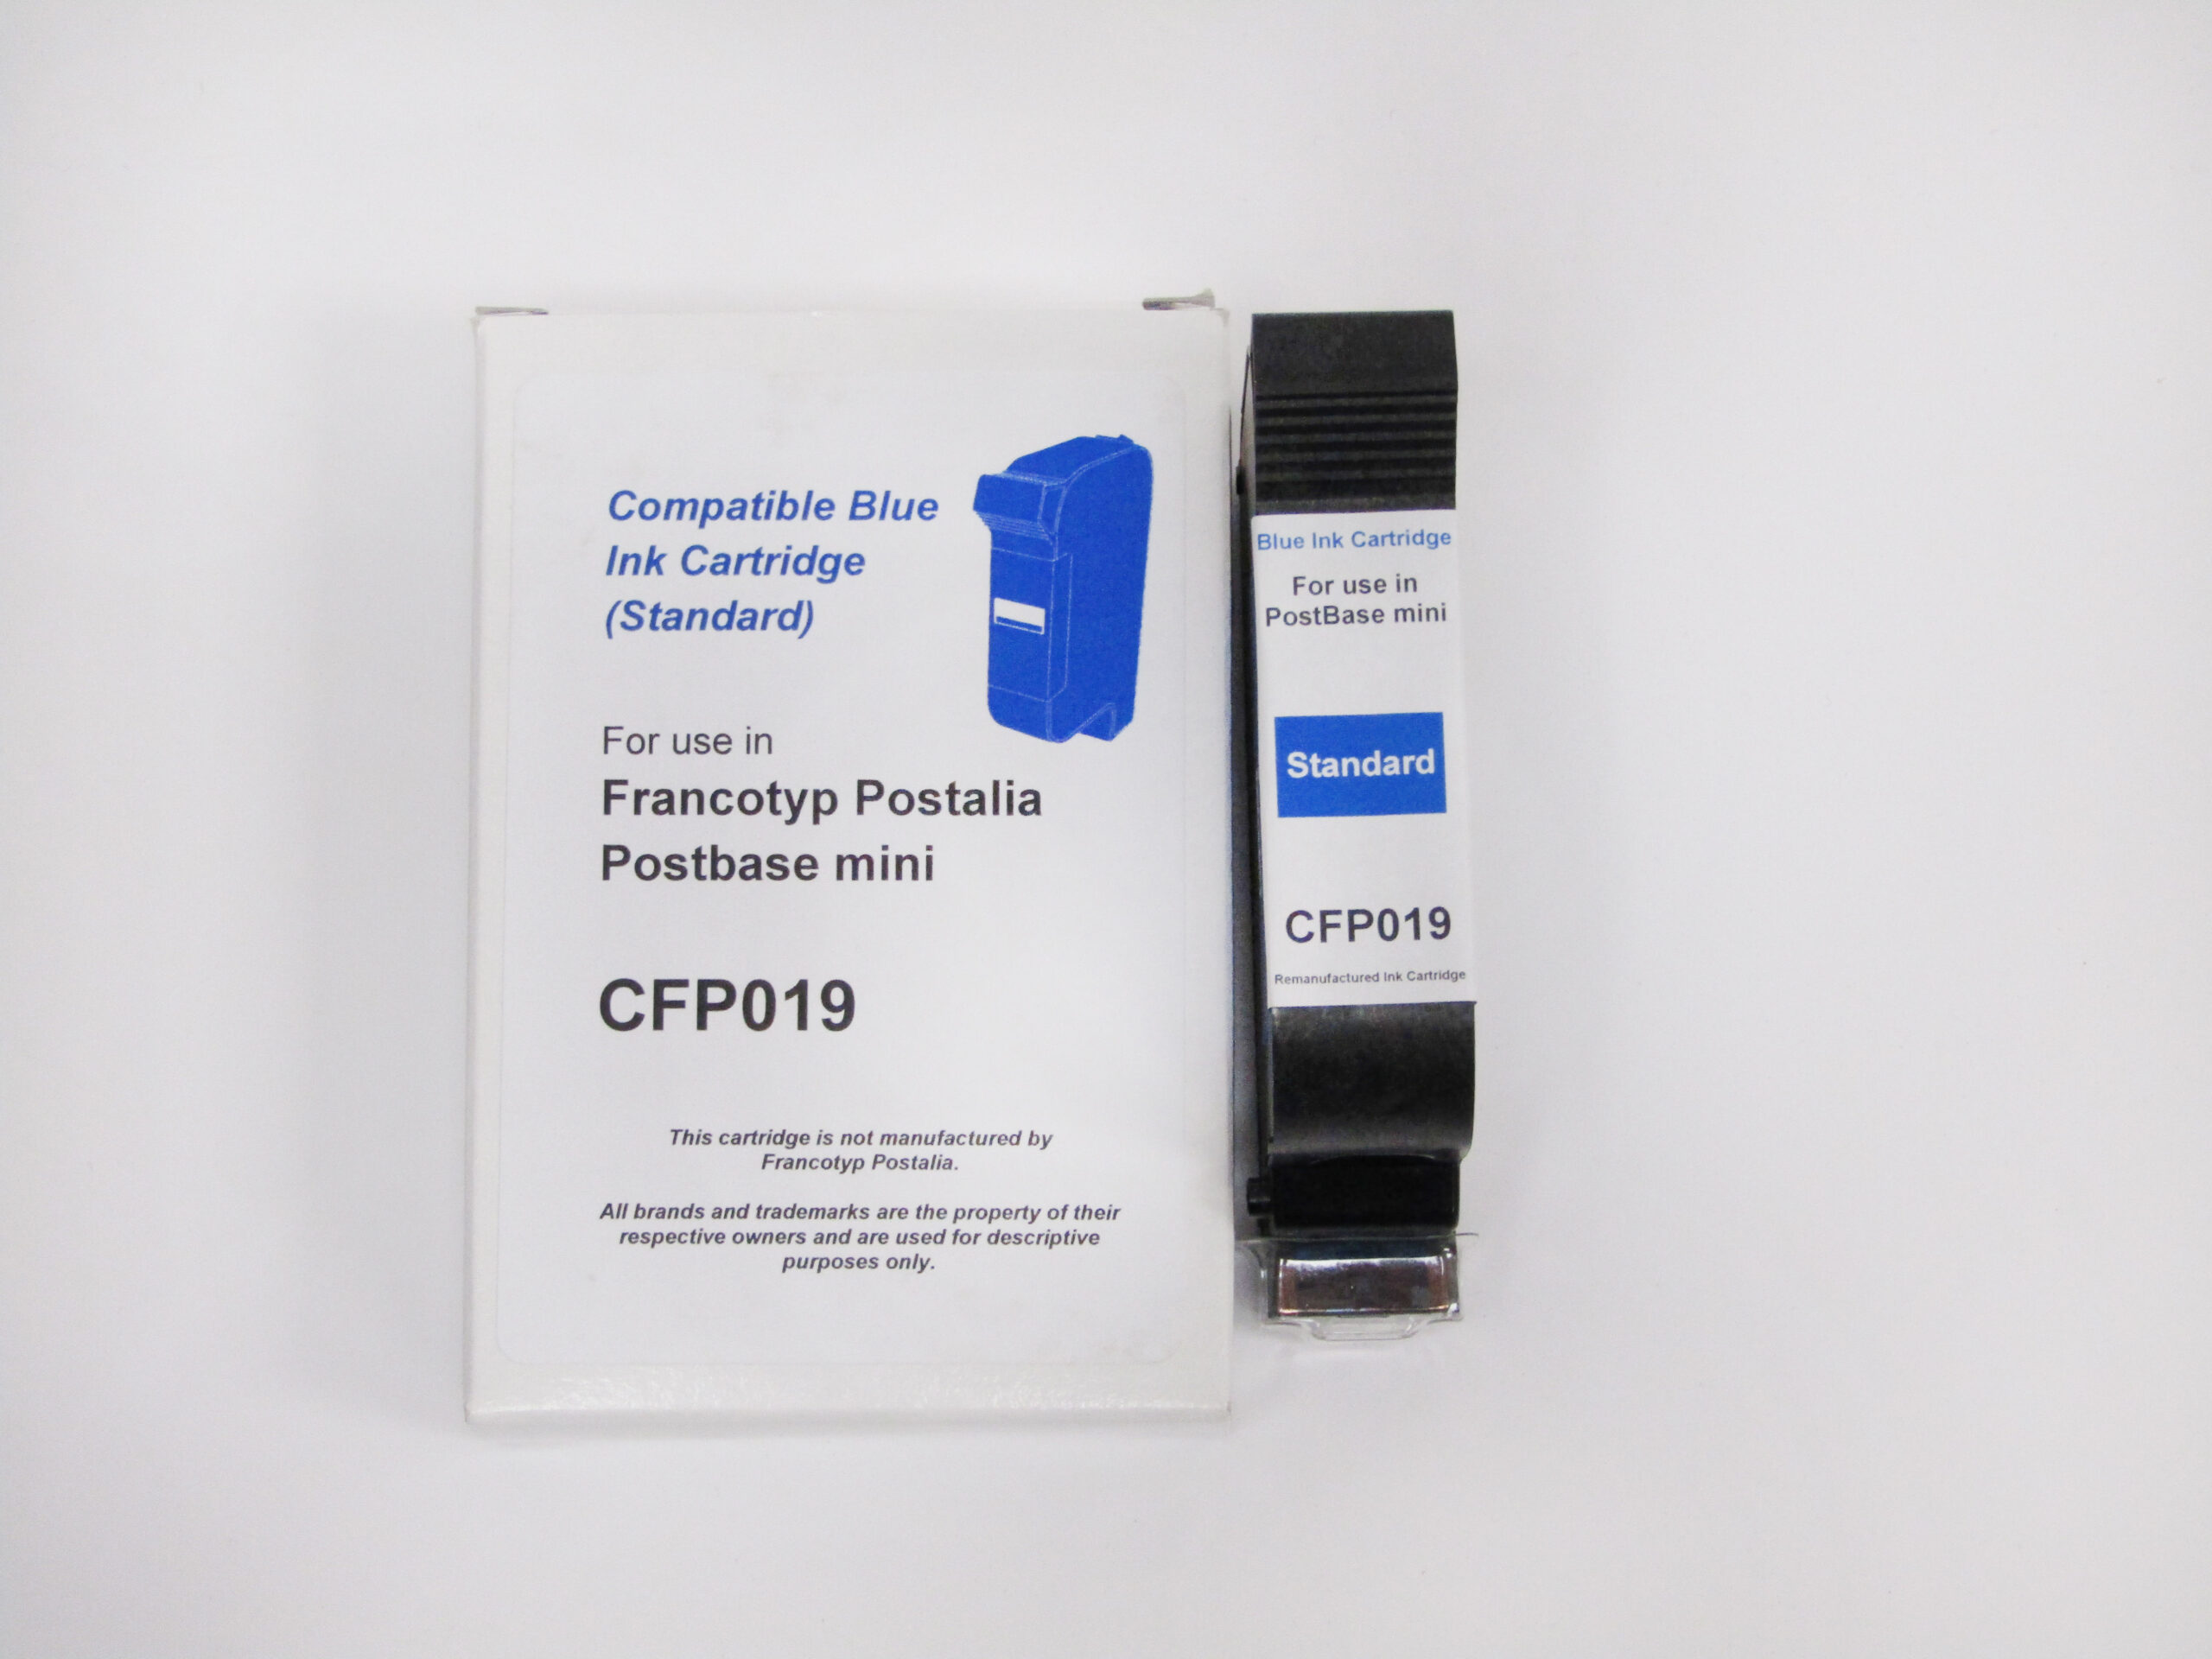 Compatible Blue
Ink Cartridge
(Standard)
For use in
Francotyp Postalia
Postbase mini
CFP019
This cartridge is not manufactured by
Francotyp Postalia.
All brands and trademarks are the property of their
respective owners and are used for descriptive
purposes only.
Blue Ink Cartridge
For use in
PostBase mini
Standard
CFP019
Remanufactured Ink Cartridge